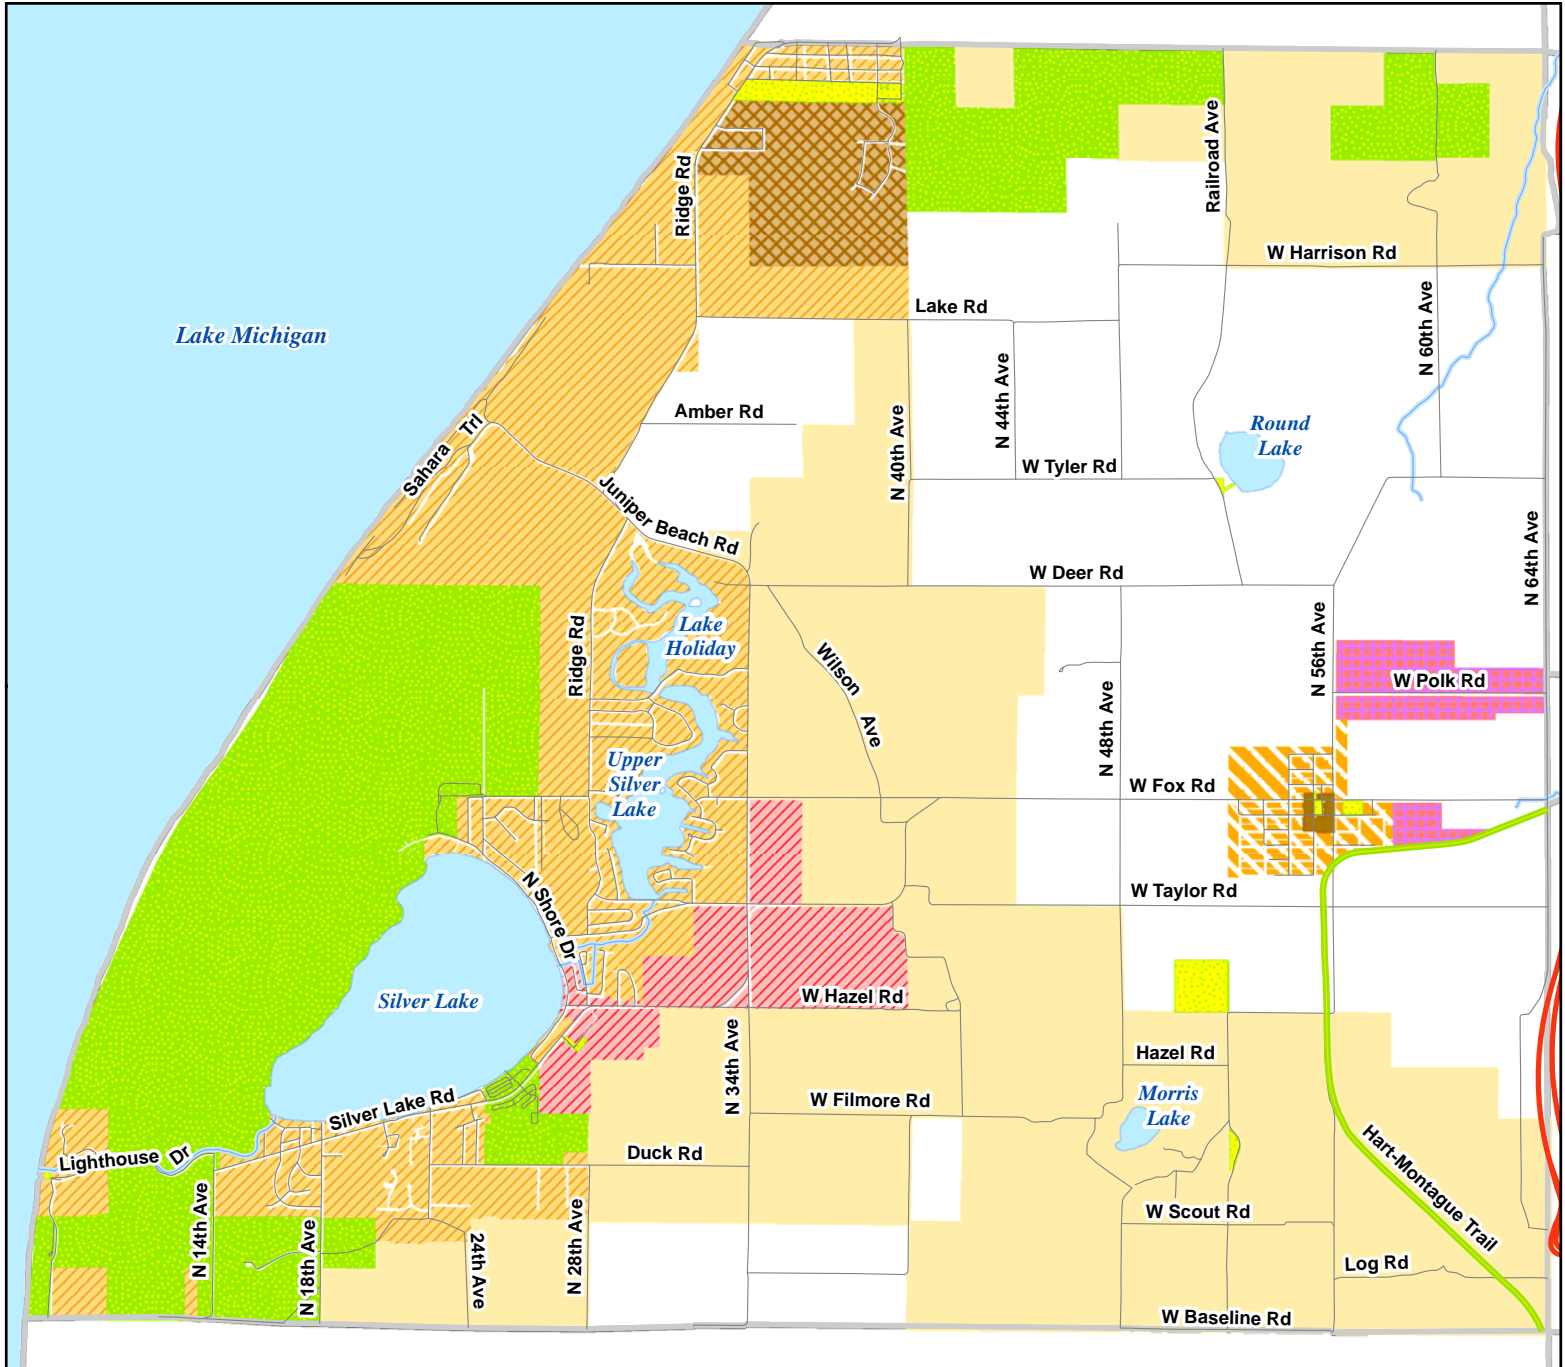 Ridge Rd
Railroad Ave
W Harrison Rd
Lake Rd
Lake Michigan
N 60th Ave
N 44th Ave
Amber Rd
N 40th Ave
Round
Lake
Sahara Trl
W Tyler Rd
Juniper Beach Rd
N 64th Ave
W Deer Rd
Ridge Rd
Lake
Holiday
Wilson Ave
N 56th Ave
W Polk Rd
N 48th Ave
Upper
Silver
Lake
W Fox Rd
W Taylor Rd
N Shore Dr
Silver Lake
W Hazel Rd
Hazel Rd
N 34th Ave
W Filmore Rd
Morris
Lake
Silver Lake Rd
Lighthouse Dr
Duck Rd
Hart-Montague Trail
N 14th Ave
N 18th Ave
24th Ave
N 28th Ave
W Scout Rd
Log Rd
W Baseline Rd